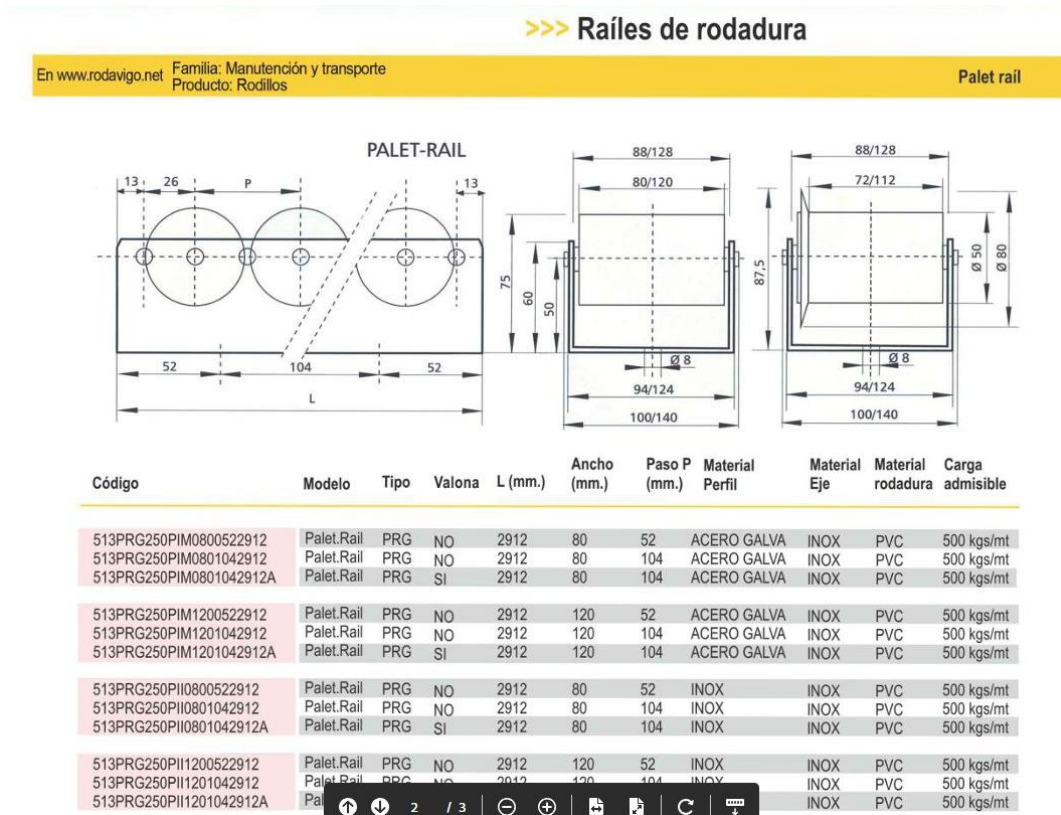 >>> Raíles de rodadura
En www.rodavigo.net Familia: Manutención y transporte
Producto: Rodillos
Palet raíl
PALET-RAIL
13 26 P 13
52 104 52
L
88/128
80/120
75
60
50
Ø 8
94/124
100/140
88/128
72/112
87,5
Ø 50
Ø 80
Ø 8
94/124
100/140
Código Modelo Tipo Valona L (mm.) Ancho (mm.) Paso P (mm.) Material Perfil Material Eje Material rodadura Carga admisible
513PRG250PIM0800522912 Palet.Rail PRG NO 2912 80 52 ACERO GALVA INOX PVC 500 kgs/mt
513PRG250PIM0801042912 Palet.Rail PRG NO 2912 80 104 ACERO GALVA INOX PVC 500 kgs/mt
513PRG250PIM0801042912A Palet.Rail PRG SI 2912 80 104 ACERO GALVA INOX PVC 500 kgs/mt
513PRG250PIM1200522912 Palet.Rail PRG NO 2912 120 52 ACERO GALVA INOX PVC 500 kgs/mt
513PRG250PIM1201042912 Palet.Rail PRG NO 2912 120 104 ACERO GALVA INOX PVC 500 kgs/mt
513PRG250PIM1201042912A Palet.Rail PRG SI 2912 120 104 ACERO GALVA INOX PVC 500 kgs/mt
513PRG250PII0800522912 Palet.Rail PRG NO 2912 80 52 INOX INOX PVC 500 kgs/mt
513PRG250PII0801042912 Palet.Rail PRG NO 2912 80 104 INOX INOX PVC 500 kgs/mt
513PRG250PII0801042912A Palet.Rail PRG SI 2912 80 104 INOX INOX PVC 500 kgs/mt
513PRG250PII1200522912 Palet.Rail PRG NO 2912 120 52 INOX INOX PVC 500 kgs/mt
513PRG250PII1201042912 Palet.Rail PRG NO 2912 120 104 INOX INOX PVC 500 kgs/mt
513PRG250PII1201042912A Pal INOX PVC 500 kgs/mt
2 / 3